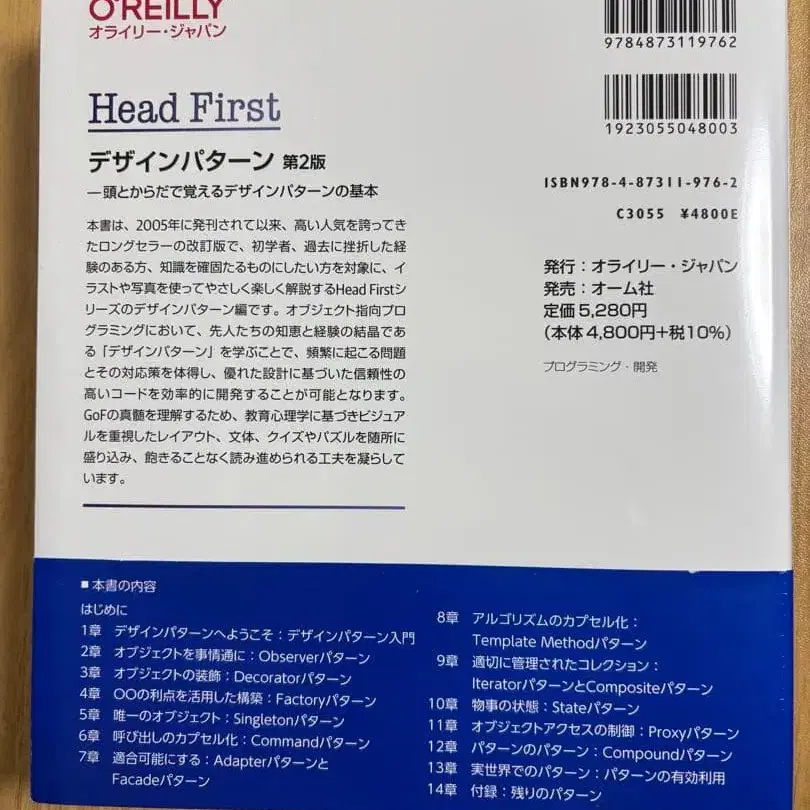 O'REILLY
オライリー・ジャパン
Head First
デザインパターン 第2版
―頭とからだで覚えるデザインパターンの基本
本書は、2005年に発刊されて以来、高い人気を誇ってき
たロングセラーの改訂版で、初学者、過去に挫折した経
験のある方、知識を確固たるものにしたい方を対象に、イ
ラストや写真を使ってやさしく楽しく解説するHead Firstシ
リーズのデザインパターン編です。オブジェクト指向プロ
グラミングにおいて、先人たちの知恵と経験の結晶であ
る「デザインパターン」を学ぶことで、頻繁に起こる問題
とその対応策を体得し、優れた設計に基づいた信頼性の
高いコードを効率的に開発することが可能となります。
GoFの真髄を理解するため、教育心理学に基づきビジュア
ルを重視したレイアウト、文体、クイズやパズルを随所に
盛り込み、飽きることなく読み進められる工夫を凝らして
います。
9784873119762
1923055048003
ISBN978-4-87311-976-2
C3055 ¥4800E
発行：オライリー・ジャパン
発売：オーム社
定価5,280円
（本体4,800円+税10%）
プログラミング・開発
■ 本書の内容
はじめに
1章 デザインパターンへようこそ：デザインパターン入門
2章 オブジェクトを事情通に：Observerパターン
3章 オブジェクトの装飾：Decoratorパターン
4章 OOの利点を活用した構築：Factoryパターン
5章 唯一のオブジェクト：Singletonパターン
6章 呼び出しのカプセル化：Commandパターン
7章 適合可能にする：Adapterパターンと
Facadeパターン
8章 アルゴリズムのカプセル化：
Template Methodパターン
9章 適切に管理されたコレクション：
IteratorパターンとCompositeパターン
10章 物事の状態：Stateパターン
11章 オブジェクトアクセスの制御：Proxyパターン
12章 パターンのパターン：Compoundパターン
13章 実世界でのパターン：パターンの有効利用
14章 付録：残りのパターン